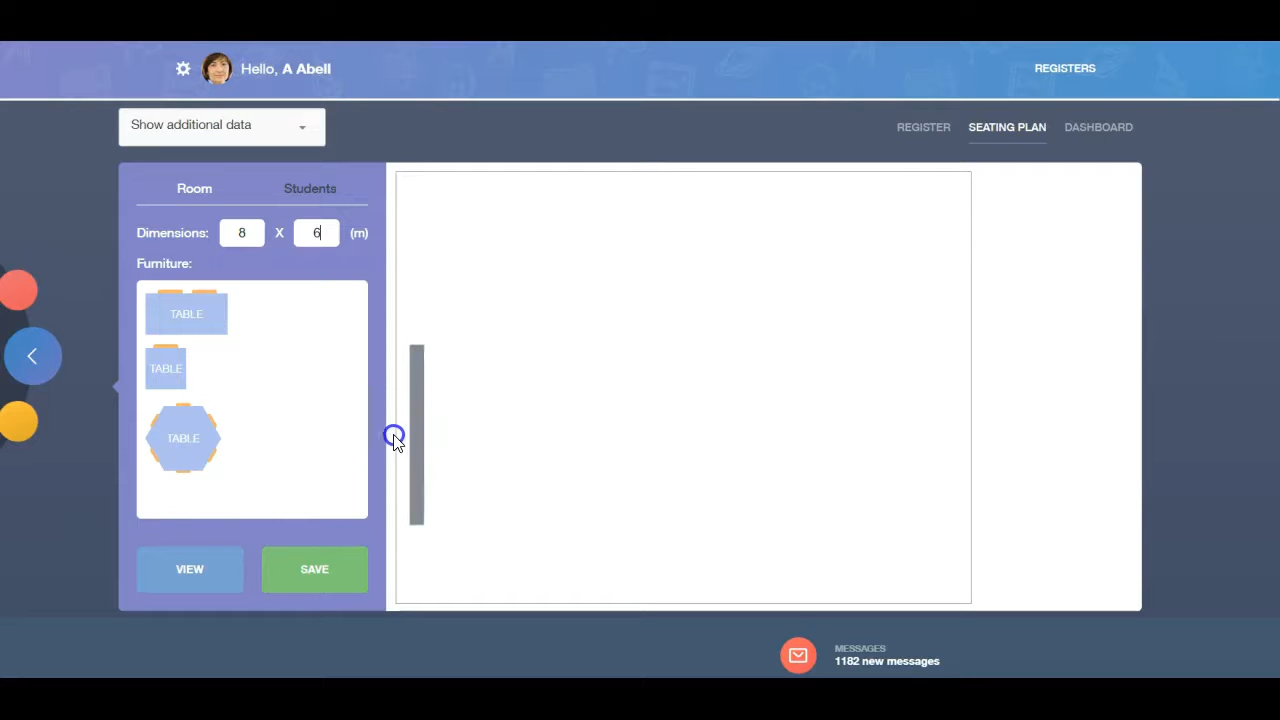 Hello, A Abell
REGISTERS
Show additional data
REGISTER SEATING PLAN DASHBOARD
Room Students
Dimensions: 8 X 6 (m)
Furniture:
TABLE
TABLE
TABLE
VIEW SAVE
MESSAGES
1182 new messages